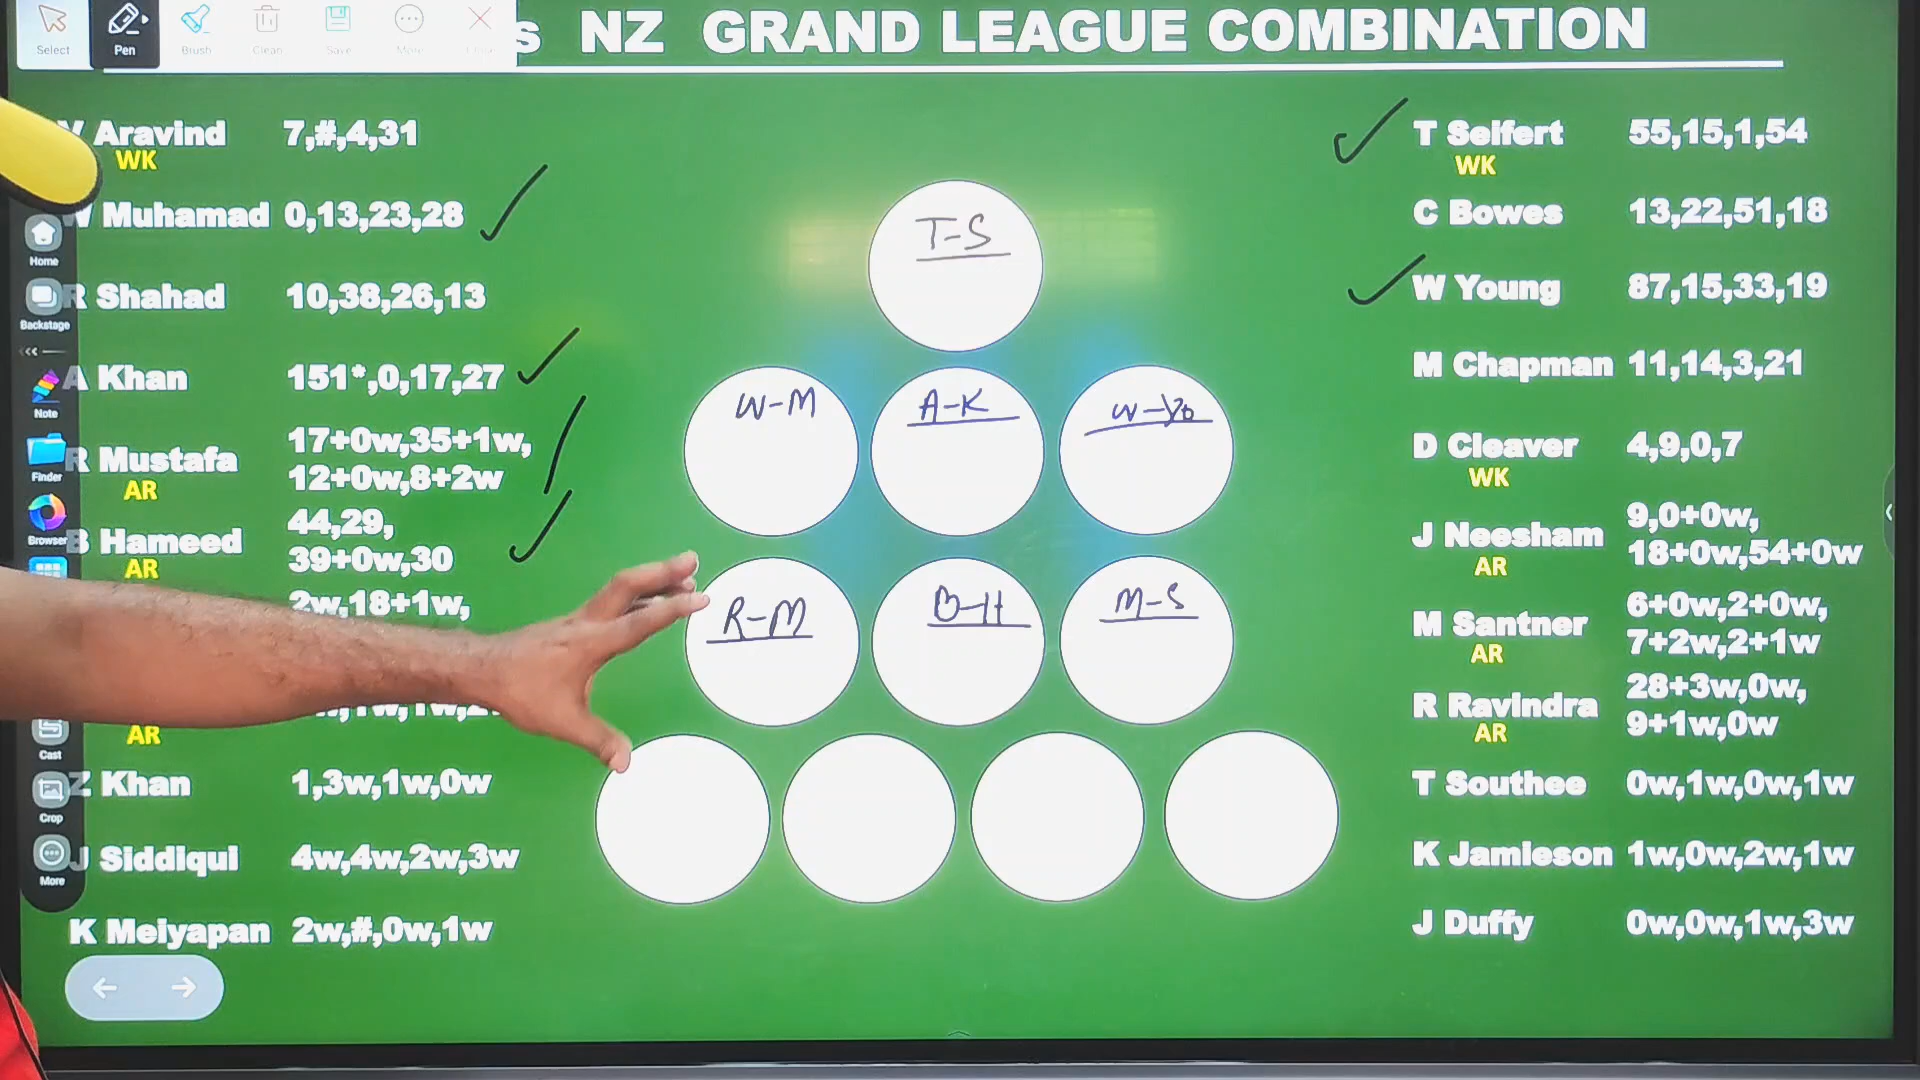 Select
Pen
Brush
Clean
Save
More
s NZ GRAND LEAGUE COMBINATION
V Aravind 7,#,4,31
WK
Muhamad 0,13,23,28
R Shahad 10,38,26,13
A Khan 151*,0,17,27
R Mustafa 17+0w,35+1w,
12+0w,8+2w
AR
B Hameed 44,29,
39+0w,30
AR
2w,18+1w,
AR
Z Khan 1,3w,1w,0w
J Siddiqui 4w,4w,2w,3w
K Meiyapan 2w,#,0w,1w
Home
Backstage
Note
Finder
Browser
Cast
Crop
More
T-S
W-M A-K W-Yo
R-M B-H M-S
T Seifert 55,15,1,54
WK
C Bowes 13,22,51,18
W Young 87,15,33,19
M Chapman 11,14,3,21
D Cleaver 4,9,0,7
WK
J Neesham 9,0+0w,
18+0w,54+0w
AR
M Santner 6+0w,2+0w,
7+2w,2+1w
AR
R Ravindra 28+3w,0w,
9+1w,0w
AR
T Southee 0w,1w,0w,1w
K Jamieson 1w,0w,2w,1w
J Duffy 0w,0w,1w,3w